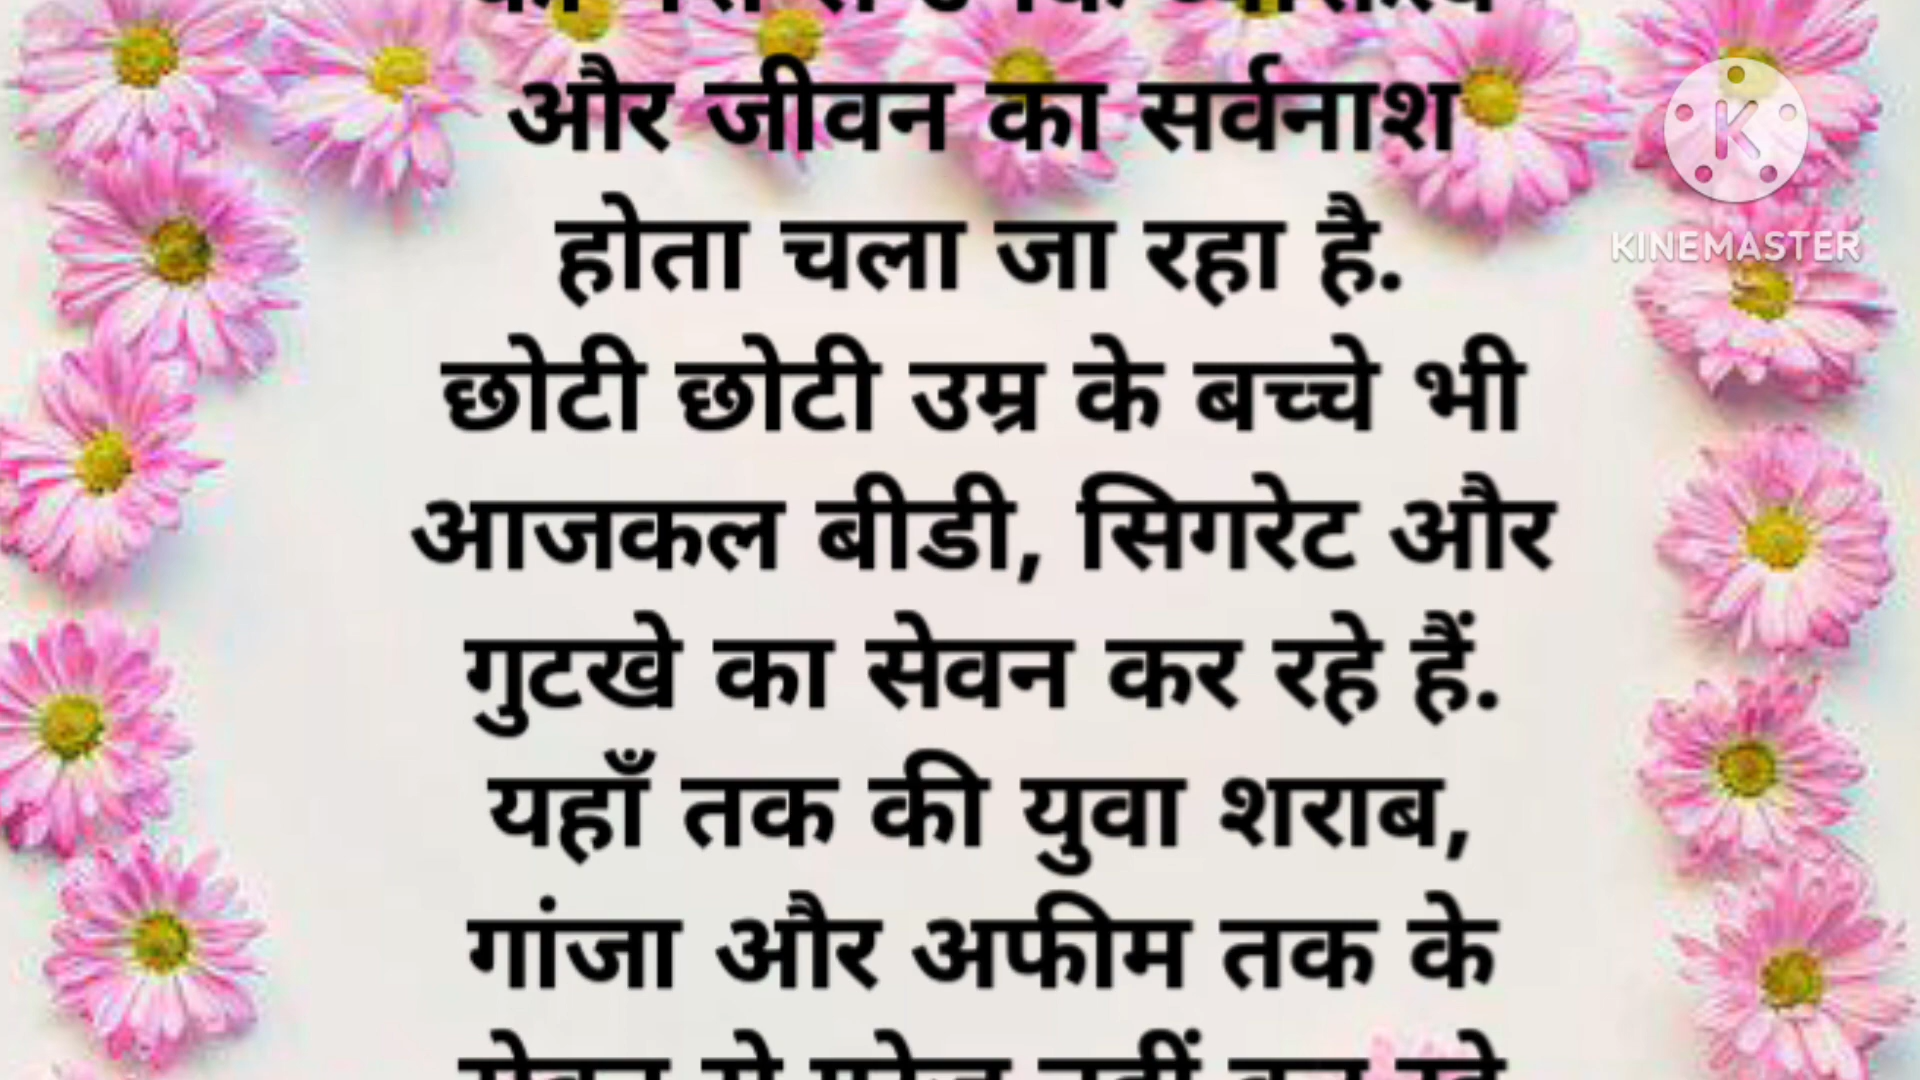 और जीवन का सर्वनाश
होता चला जा रहा है.
छोटी छोटी उम्र के बच्चे भी
आजकल बीडी, सिगरेट और
गुटखे का सेवन कर रहे हैं.
यहाँ तक की युवा शराब,
गांजा और अफीम तक के
K
KINEMASTER